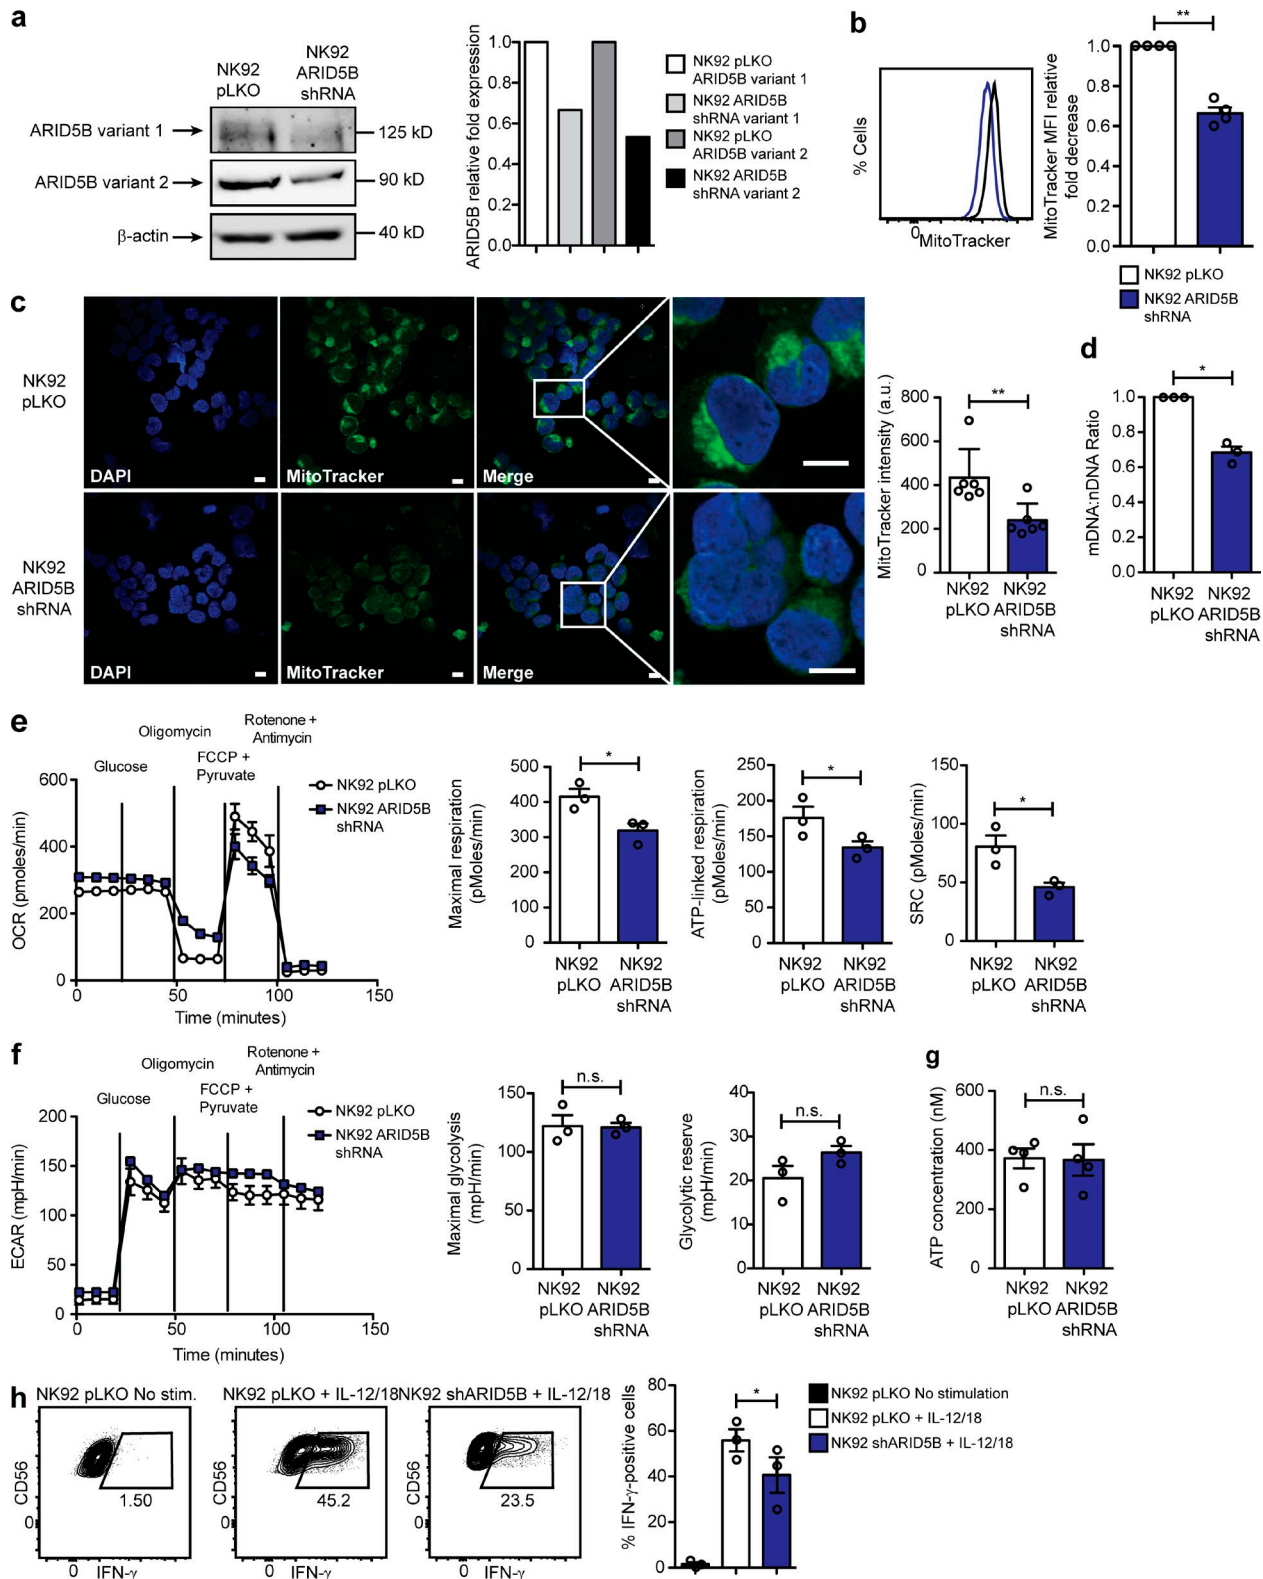 a
NK92
pLKO
NK92
ARID5B
shRNA
ARID5B variant 1
125 kD
ARID5B variant 2
90 kD
β-actin
40 kD
ARID5B relative fold expression
1.0
0.8
0.6
0.4
0.2
0.0
NK92 pLKO
ARID5B variant 1
NK92 ARID5B
shRNA variant 1
NK92 pLKO
ARID5B variant 2
NK92 ARID5B
shRNA variant 2
b
% Cells
0
MitoTracker
MitoTracker MFI relative
fold decrease
1.0
0.8
0.6
0.4
0.2
0.0
**
NK92 pLKO
NK92 ARID5B
shRNA
c
NK92
pLKO
DAPI
MitoTracker
Merge
NK92
ARID5B
shRNA
DAPI
MitoTracker
Merge
MitoTracker intensity (a.u.)
800
600
400
200
0
**
NK92
pLKO
NK92
ARID5B
shRNA
d
mDNA:nDNA Ratio
1.0
0.8
0.6
0.4
0.2
0.0
*
NK92
pLKO
NK92
ARID5B
shRNA
e
Glucose
Oligomycin
FCCP +
Pyruvate
Rotenone +
Antimycin
OCR (pmoles/min)
600
400
200
0
0
50
100
150
Time (minutes)
NK92 pLKO
NK92 ARID5B
shRNA
Maximal respiration
(pMoles/min)
500
400
300
200
100
0
*
NK92
pLKO
NK92
ARID5B
shRNA
ATP-linked respiration
(pMoles/min)
250
200
150
100
50
0
*
NK92
pLKO
NK92
ARID5B
shRNA
SRC (pMoles/min)
150
100
50
0
*
NK92
pLKO
NK92
ARID5B
shRNA
f
Glucose
Oligomycin
FCCP +
Pyruvate
Rotenone +
Antimycin
ECAR (mpH/min)
200
150
100
50
0
0
50
100
150
Time (minutes)
NK92 pLKO
NK92 ARID5B
shRNA
Maximal glycolysis
(mpH/min)
150
100
50
0
n.s.
NK92
pLKO
NK92
ARID5B
shRNA
Glycolytic reserve
(mpH/min)
40
30
20
10
0
n.s.
NK92
pLKO
NK92
ARID5B
shRNA
g
ATP concentration (nM)
600
400
200
0
n.s.
NK92
pLKO
NK92
ARID5B
shRNA
h
NK92 pLKO No stim.
CD56
0
1.50
0
IFN-γ
NK92 pLKO + IL-12/18
CD56
0
45.2
0
IFN-γ
NK92 shARID5B + IL-12/18
CD56
0
23.5
0
IFN-γ
% IFN-γ-positive cells
80
60
40
20
0
*
NK92 pLKO No stimulation
NK92 pLKO + IL-12/18
NK92 shARID5B + IL-12/18